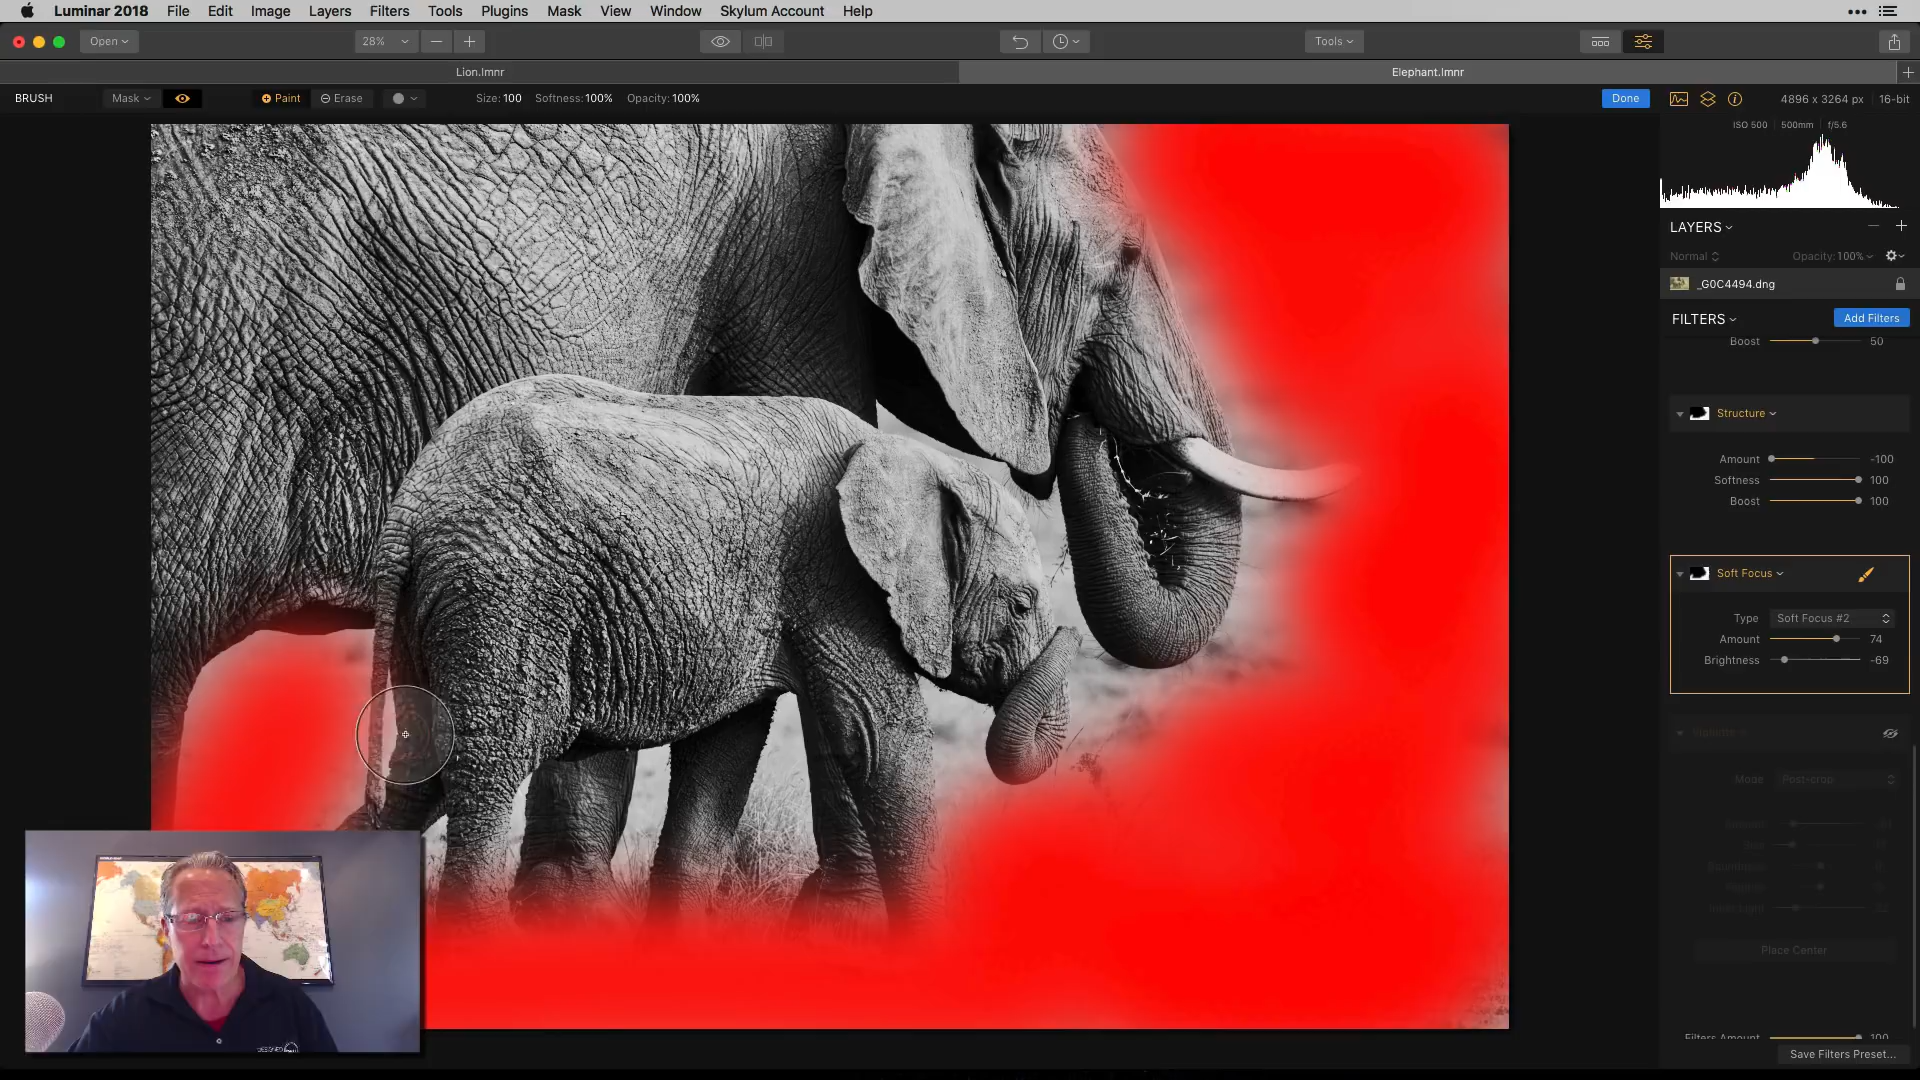 Luminar 2018 File Edit Image Layers Filters Tools Plugins Mask View Window Skylum Account Help
Open 28% Tools
Lion.lmnr Elephant.lmnr
BRUSH Mask Paint Erase Size: 100 Softness: 100% Opacity: 100% Done 4896 x 3264 px 16-bit
ISO 500 500mm f/5.6
LAYERS
Normal Opacity: 100%
_G0C4494.dng
FILTERS Add Filters
Boost 50
Structure
Amount -100
Softness 100
Boost 100
Soft Focus
Type Soft Focus #2
Amount 74
Brightness -69
Mode Post-crop
Place Center
Filters Amount 100
Save Filters Preset...